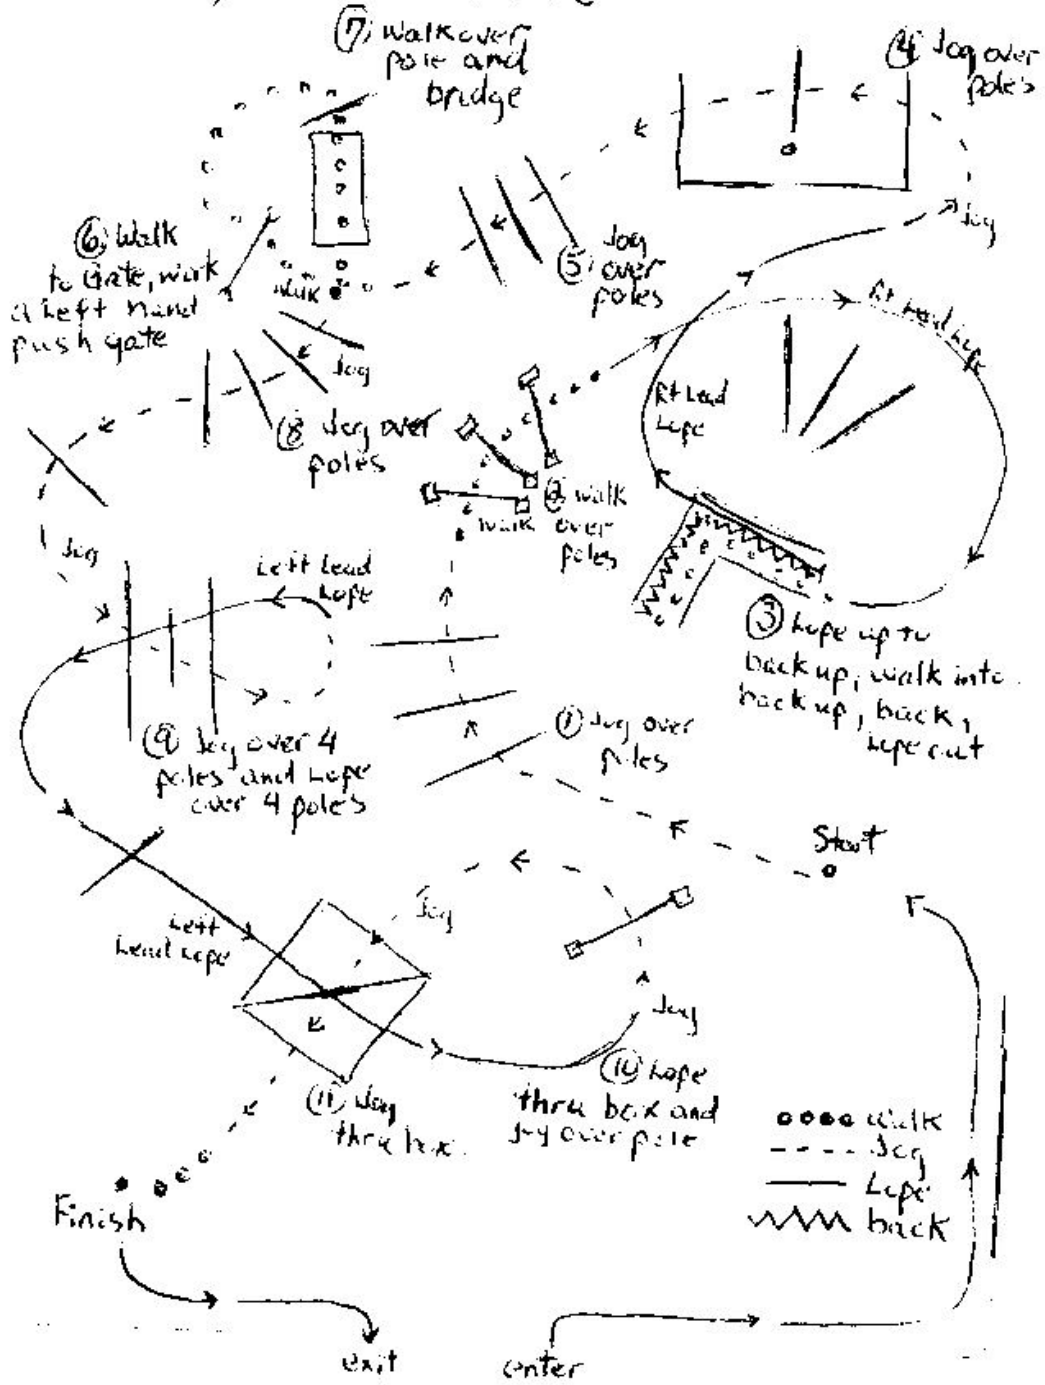 ⑦ Walk over
pole and
bridge
④ Jog over
poles
Jog
⑤ Jog
over
poles
⑥ Walk
to Gate, work
a Left Hand
push gate
Walk
Jog
Rt Lead Lope
Rt Lead
Lope
⑧ Jog over
poles
② Walk
over
poles
Walk
Jog
Left Lead
Lope
③ Lope up to
back up, walk into
back up, back,
Lope out
⑨ Jog over 4
poles and Lope
over 4 poles
① Jog over
poles
Start
Jog
Left
Lead Lope
Jog
⑩ Lope
thru box and
Jog over pole
⑪ Jog
thru box.
Walk
Jog
Lope
back
Finish
exit
enter